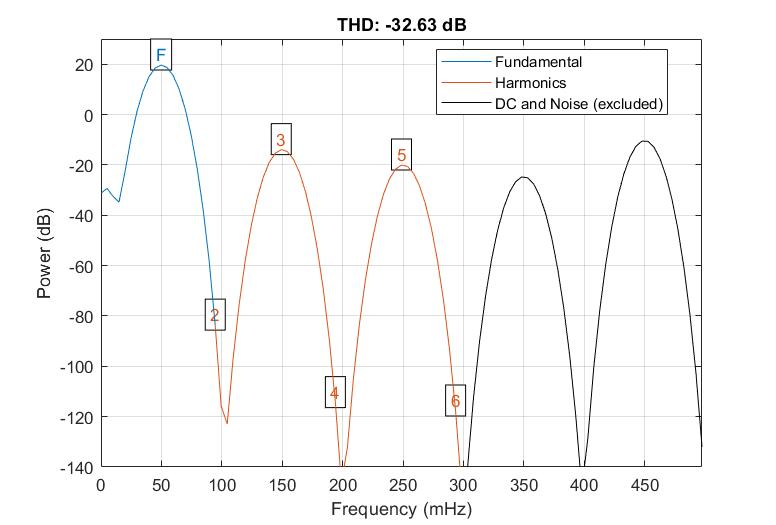 THD: -32.63 dB
Fundamental
Harmonics
DC and Noise (excluded)
F
3
5
2
4
6
Power (dB)
20
0
-20
-40
-60
-80
-100
-120
-140
0 50 100 150 200 250 300 350 400 450
Frequency (mHz)